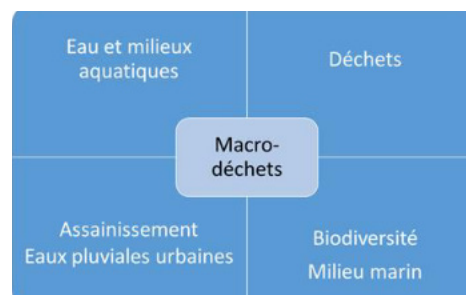 Eau et milieux
aquatiques
Déchets
Macro-
déchets
Assainissement
Eaux pluviales urbaines
Biodiversité
Milieu marin